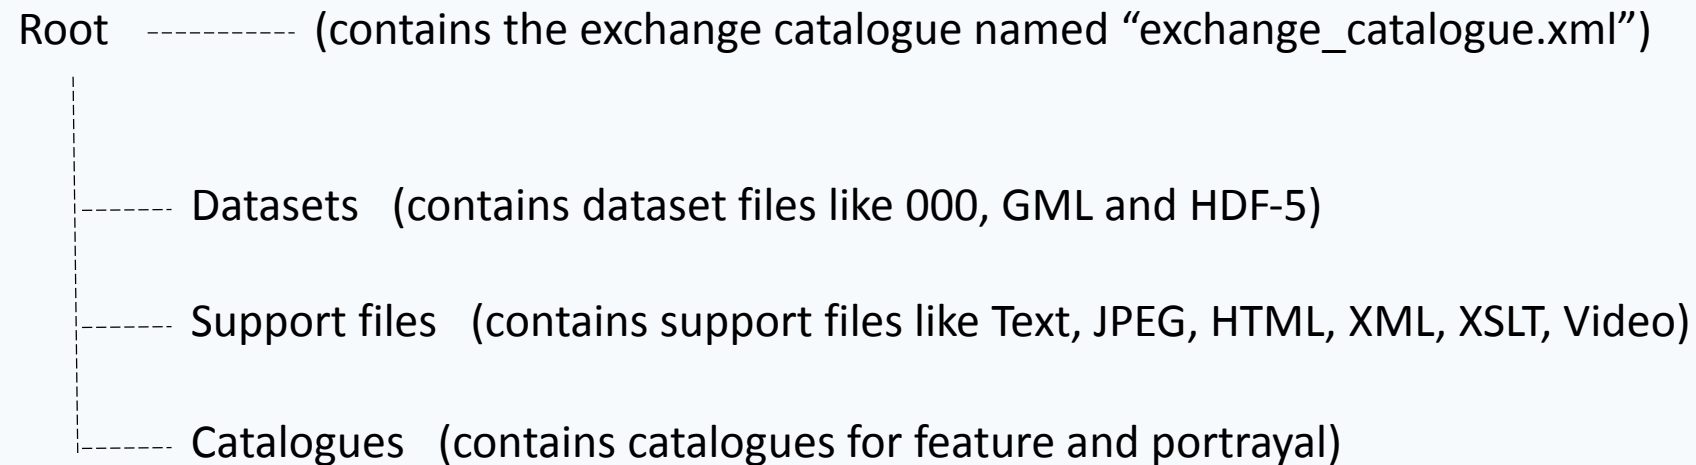 Root (contains the exchange catalogue named “exchange_catalogue.xml”)
Datasets (contains dataset files like 000, GML and HDF-5)
Support files (contains support files like Text, JPEG, HTML, XML, XSLT, Video)
Catalogues (contains catalogues for feature and portrayal)